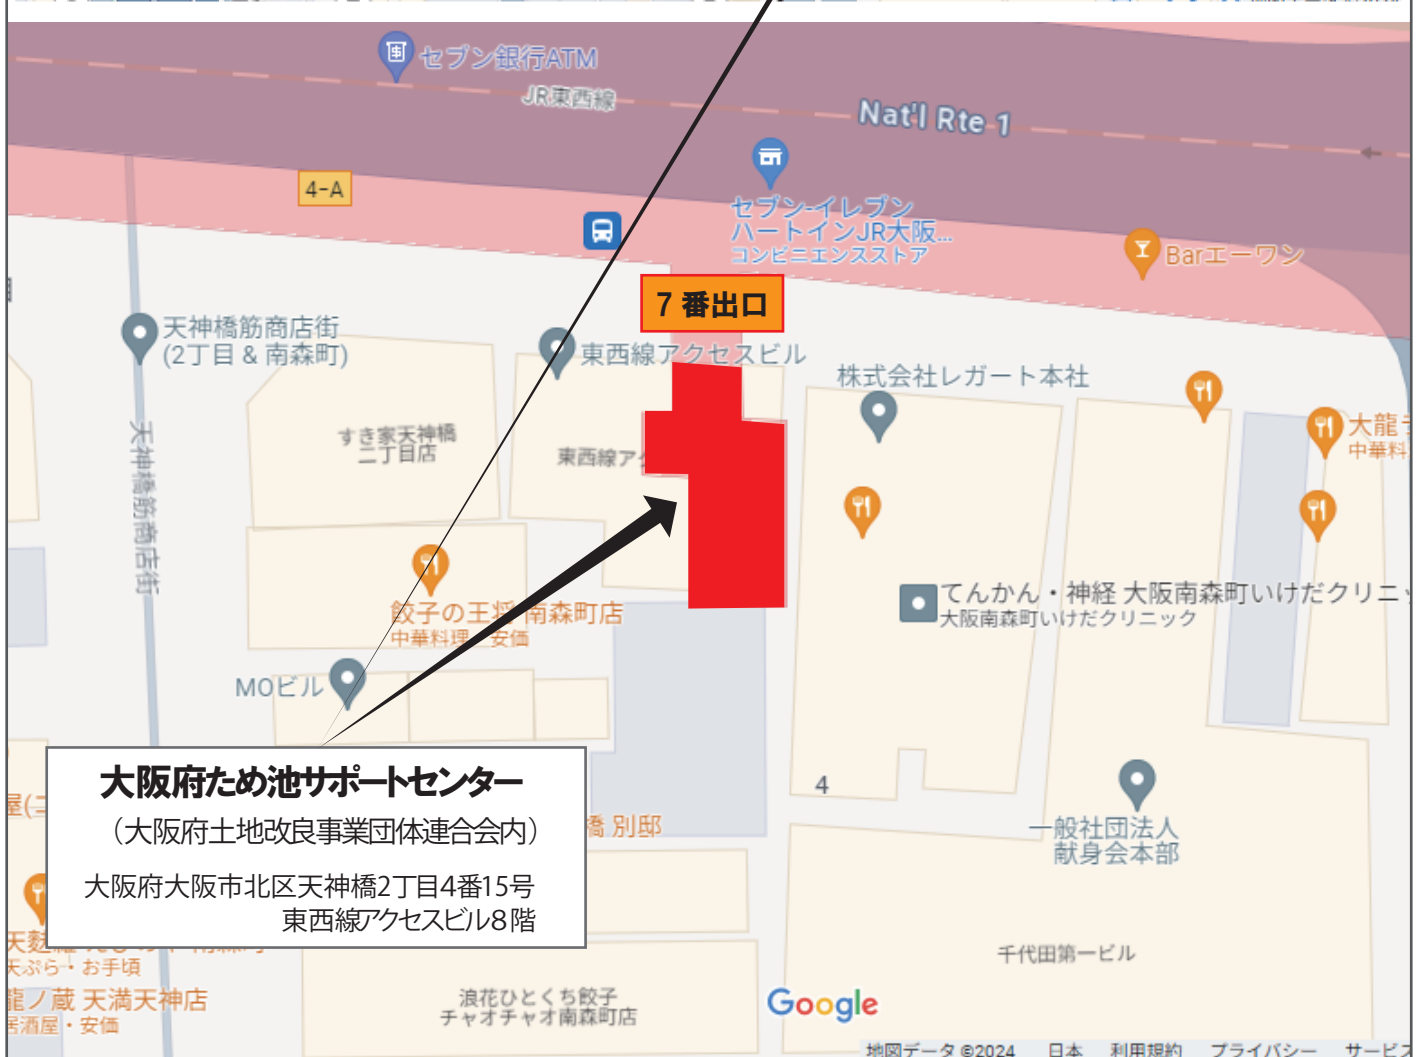 セブン銀行ATM
JR東西線
Nat'l Rte 1
4-A
セブン-イレブン
ハートインJR大阪...
コンビニエンスストア
Barエーワン
7 番出口
天神橋筋商店街
(2丁目 & 南森町)
東西線アクセスビル
株式会社レガート本社
大龍
中華料
すき家天神橋
二丁目店
東西線ア
天神橋筋商店街
餃子の王将 南森町店
中華料理・安価
てんかん・神経 大阪南森町いけだクリニッ
大阪南森町いけだクリニック
MOビル
大阪府ため池サポートセンター
（大阪府土地改良事業団体連合会内）
大阪府大阪市北区天神橋2丁目4番15号
東西線アクセスビル8階
橋 別邸
4
一般社団法人
献身会本部
天ぷら・お手頃
龍ノ蔵 天満天神店
居酒屋・安価
浪花ひとくち餃子
チャオチャオ南森町店
千代田第一ビル
Google
地図データ ©2024 日本 利用規約 プライバシー サービス